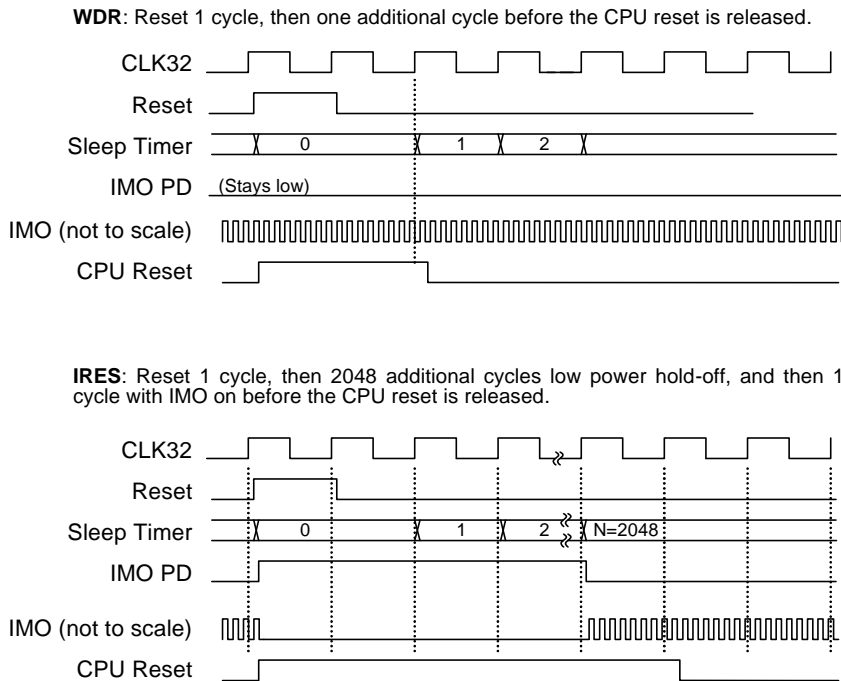 WDR: Reset 1 cycle, then one additional cycle before the CPU reset is released.
CLK32
Reset
Sleep Timer 0 1 2
IMO PD (Stays low)
IMO (not to scale)
CPU Reset
IRES: Reset 1 cycle, then 2048 additional cycles low power hold-off, and then 1
cycle with IMO on before the CPU reset is released.
CLK32
Reset
Sleep Timer 0 1 2 N=2048
IMO PD
IMO (not to scale)
CPU Reset